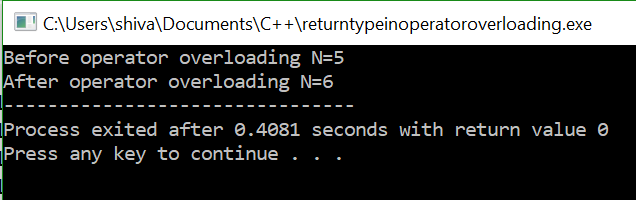 C:\Users\shiva\Documents\C++\returntypeinoperatoroverloading.exe
Before operator overloading N=5
After operator overloading N=6
--------------------------------
Process exited after 0.4081 seconds with return value 0
Press any key to continue . . .